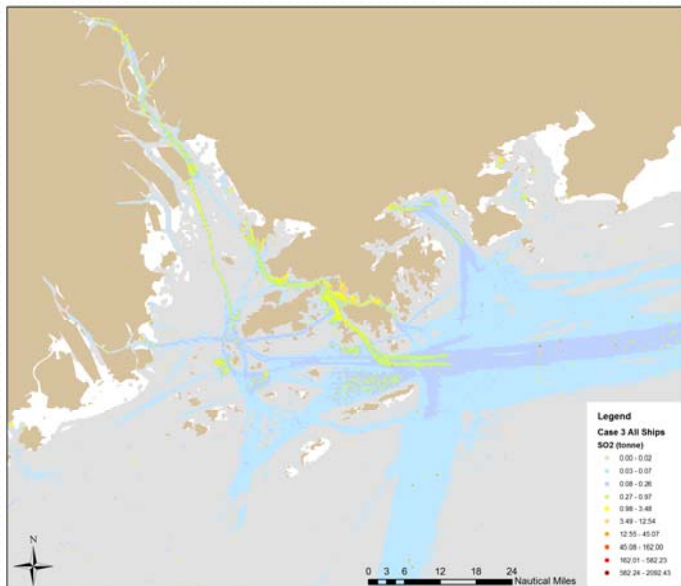 Legend
Case 3 All Ships
SO2 (tonne)
0.00 - 0.02
0.03 - 0.07
0.08 - 0.26
0.27 - 0.97
0.98 - 3.48
3.49 - 12.54
12.55 - 45.07
45.08 - 162.00
162.01 - 582.23
582.24 - 2092.43
N
0 3 6 12 18 24
Nautical Miles